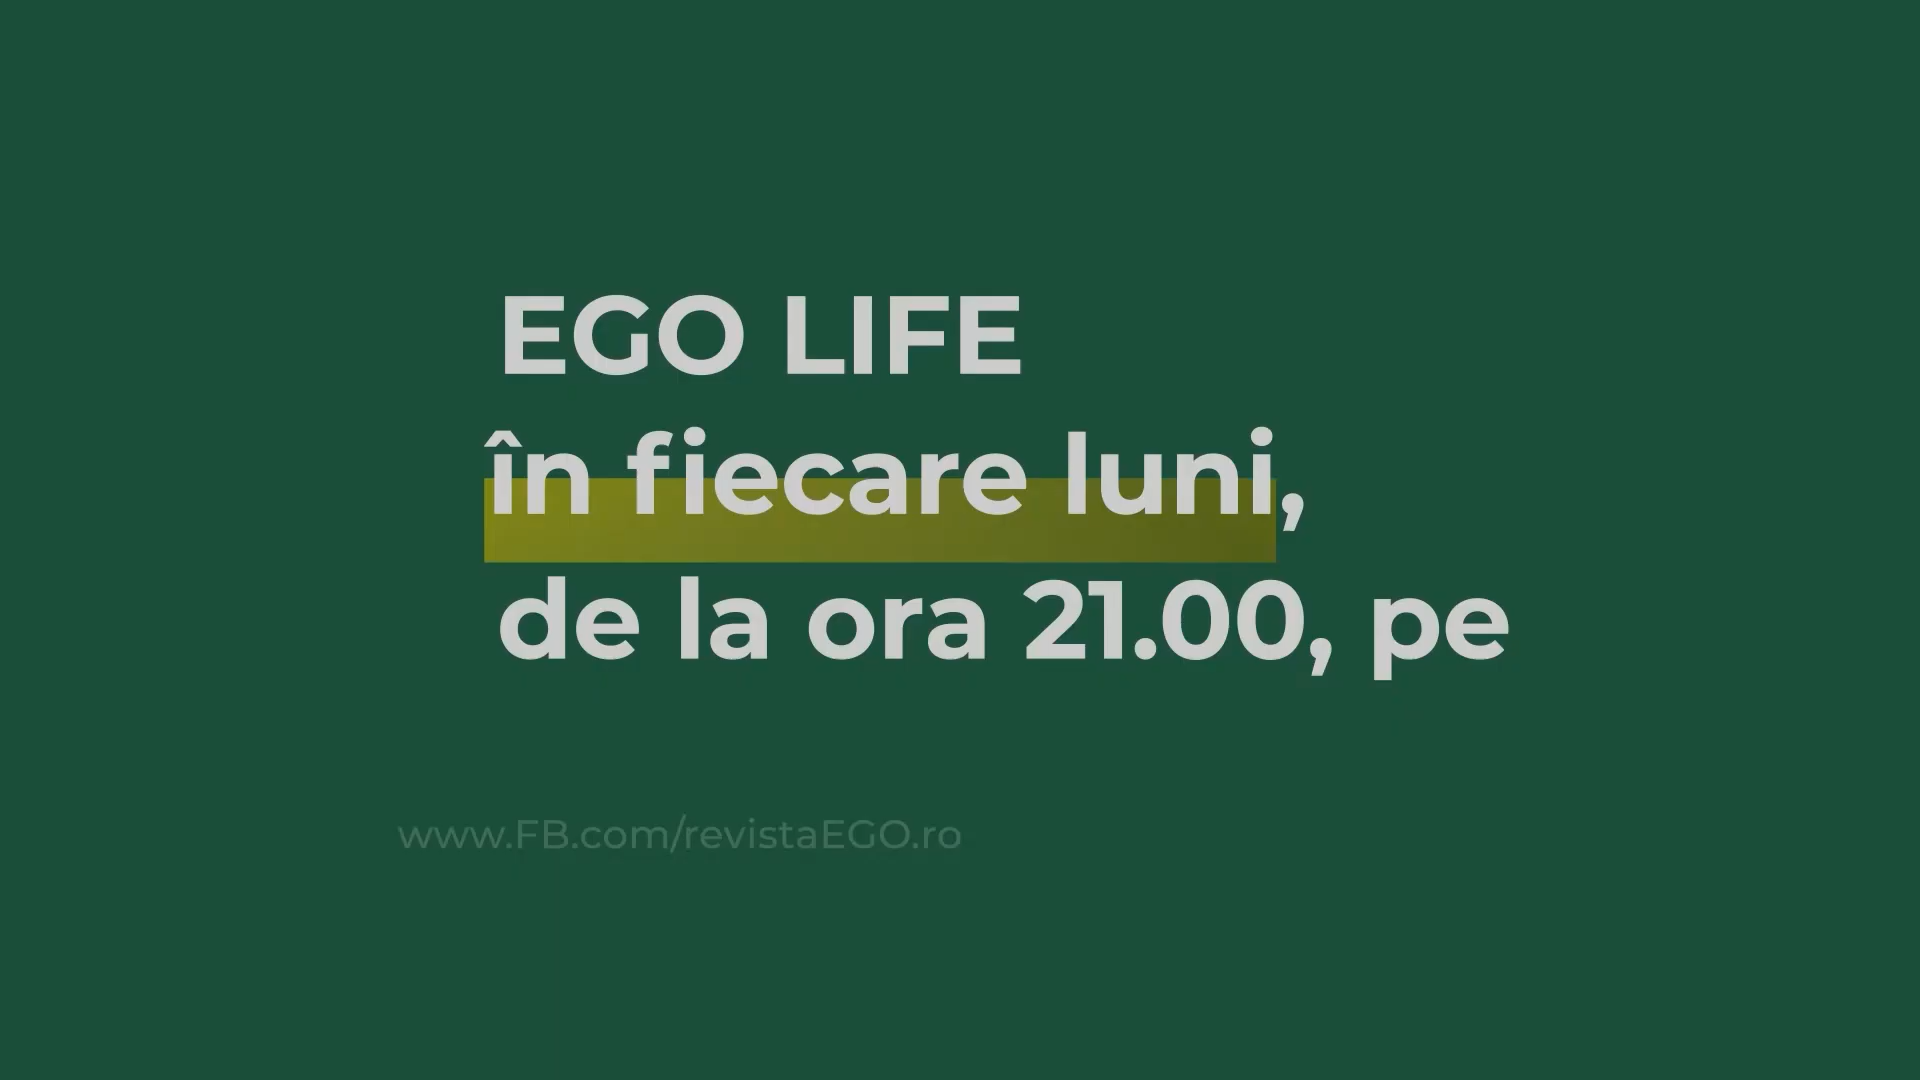 EGO LIFE
în fiecare luni,
de la ora 21.00, pe
www.FB.com/revistaEGO.ro